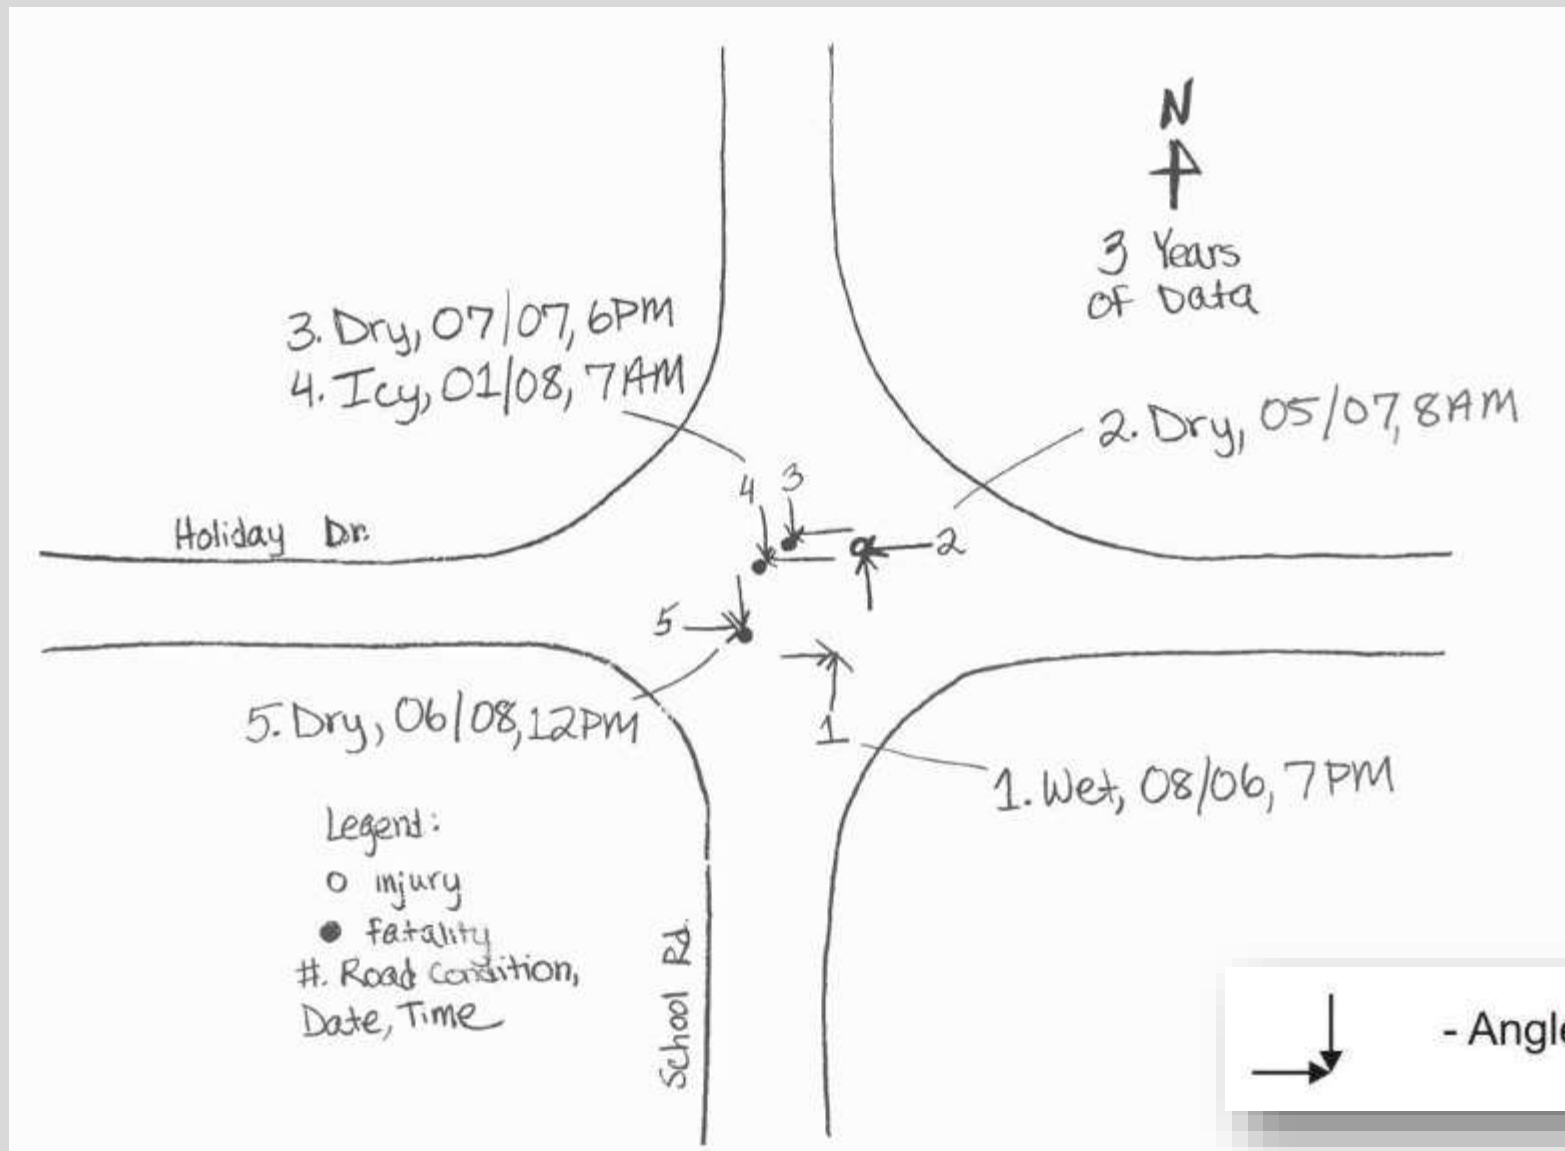 N
3 Years
of Data
3. Dry, 07/07, 6PM
4. Icy, 01/08, 7AM
2. Dry, 05/07, 8AM
4
3
Holiday Dr.
2
5
5. Dry, 06/08, 12PM
1
1. Wet, 08/06, 7PM
Legend:
injury
fatality
#. Road Condition,
Date, Time
School Rd.
- Angle